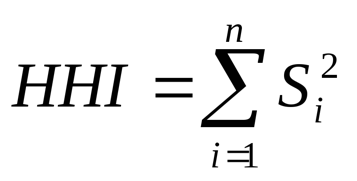 HHI = ∑_{i=1}^{n} S_i^2